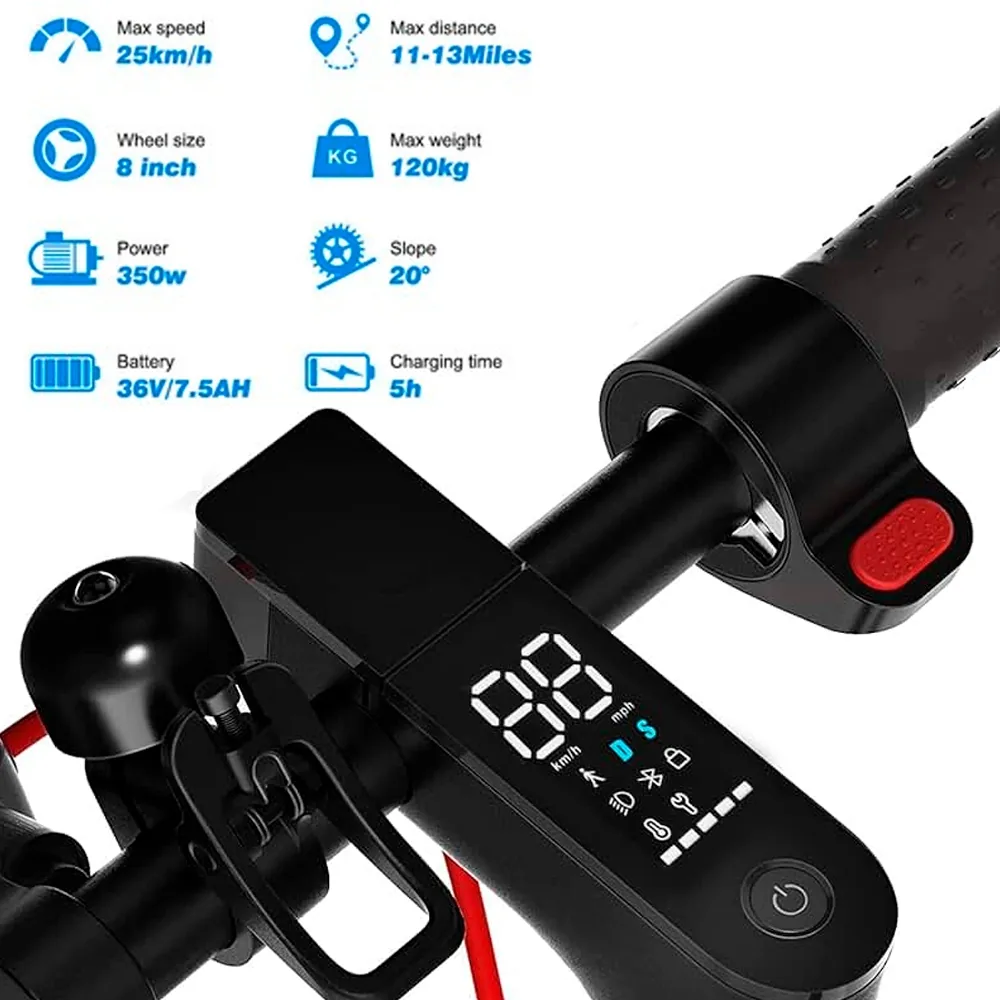 Max speed
25km/h
Max distance
11-13Miles
Wheel size
8 inch
KG
Max weight
120kg
Power
350w
Slope
20°
Battery
36V/7.5AH
Charging time
5h
88
mph
km/h
D S